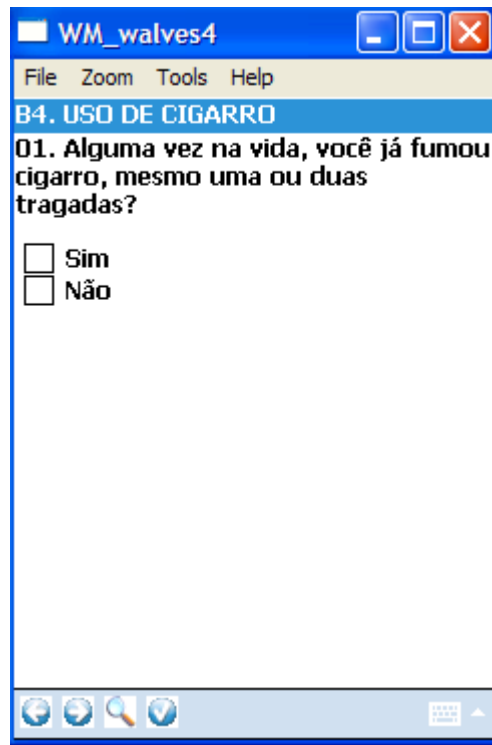 WM_walves4
File Zoom Tools Help
B4. USO DE CIGARRO
01. Alguma vez na vida, você já fumou
cigarro, mesmo uma ou duas
tragadas?
Sim
Não